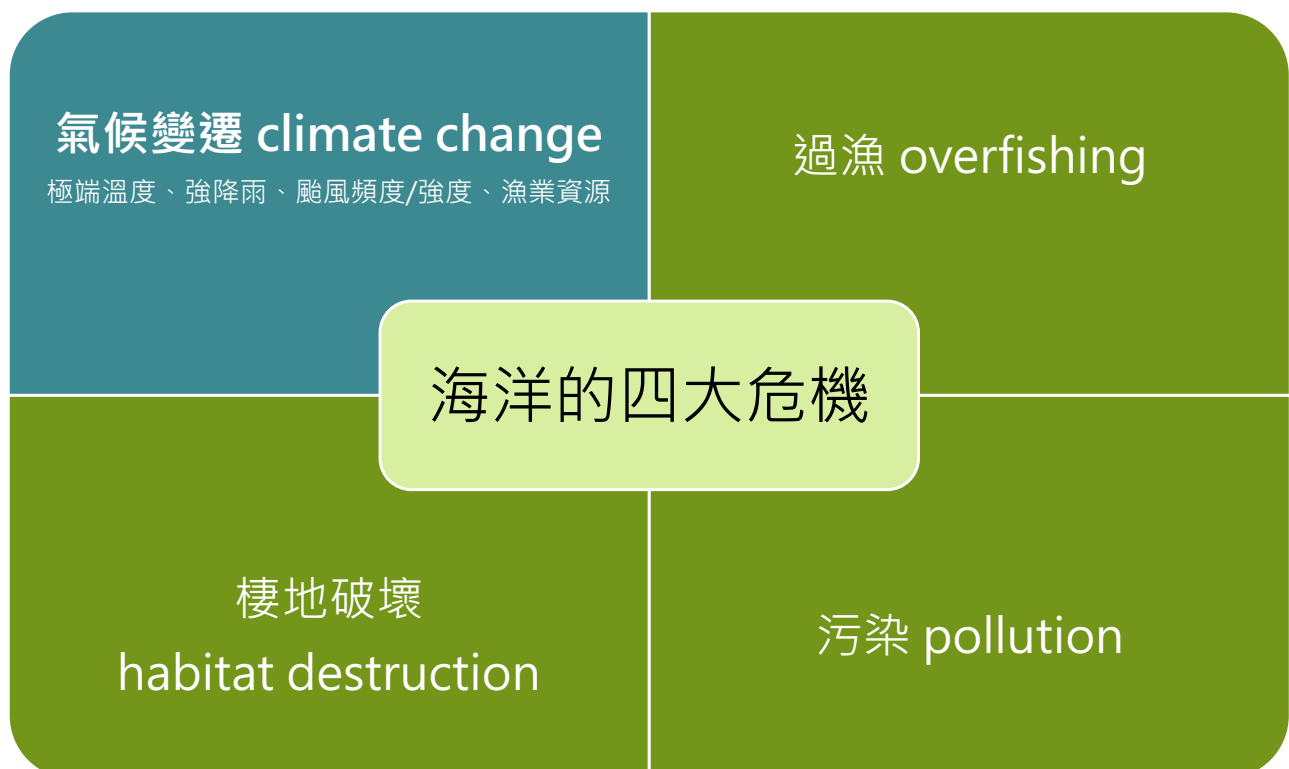 氣候變遷 climate change
極端溫度、強降雨、颱風頻度/強度、漁業資源
過漁 overfishing
海洋的四大危機
棲地破壞
habitat destruction
污染 pollution